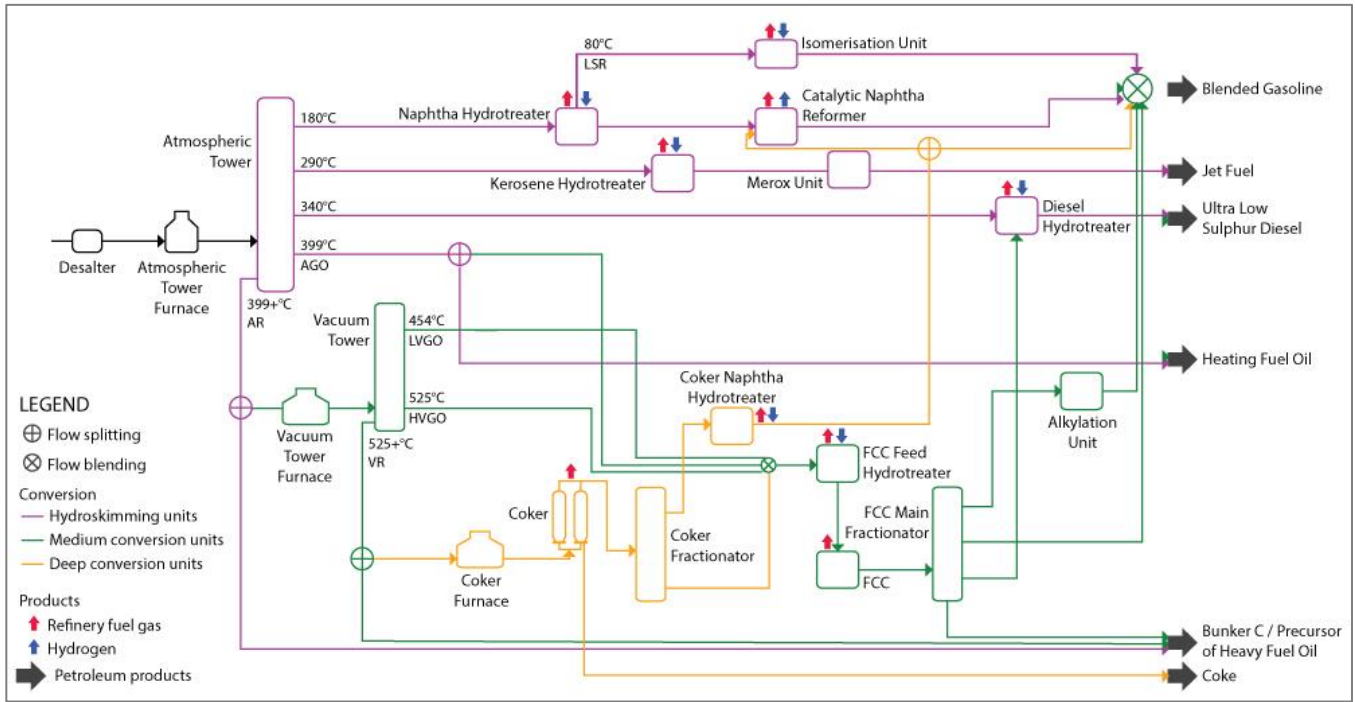 80°C
LSR
Isomerisation Unit
Blended Gasoline
Naphtha Hydrotreater
Catalytic Naphtha
Reformer
180°C
Atmospheric
Tower
290°C
Kerosene Hydrotreater
Merox Unit
Jet Fuel
340°C
Diesel
Hydrotreater
Ultra Low
Sulphur Diesel
399°C
AGO
Desalter
Atmospheric
Tower
Furnace
399+°C
AR
Vacuum
Tower
454°C
LVGO
Heating Fuel Oil
Coker Naphtha
Hydrotreater
525°C
HVGO
Alkylation
Unit
Vacuum
Tower
Furnace
525+°C
VR
FCC Feed
Hydrotreater
Coker
Coker
Fractionator
FCC Main
Fractionator
FCC
Coker
Furnace
LEGEND
Flow splitting
Flow blending
Conversion
Hydroskimming units
Medium conversion units
Deep conversion units
Products
Refinery fuel gas
Hydrogen
Petroleum products
Bunker C / Precursor
of Heavy Fuel Oil
Coke